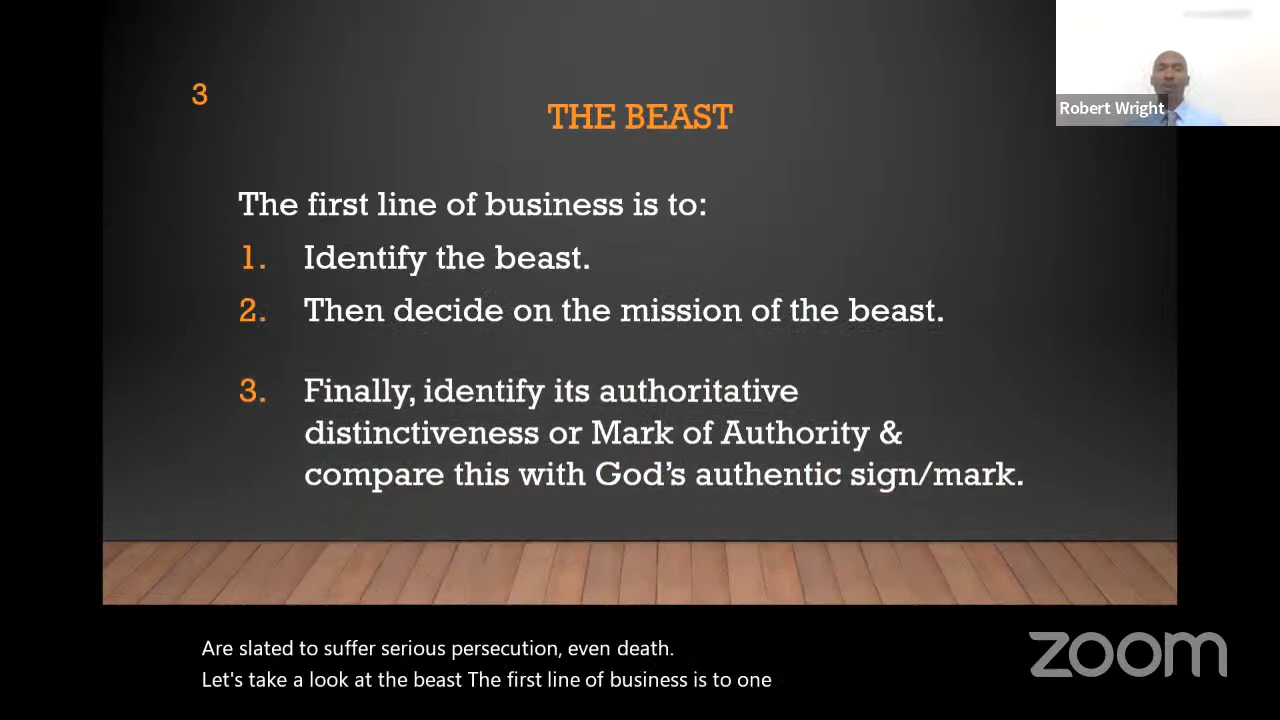 3
THE BEAST
Robert Wright
The first line of business is to:
1. Identify the beast.
2. Then decide on the mission of the beast.
3. Finally, identify its authoritative
distinctiveness or Mark of Authority &
compare this with God's authentic sign/mark.
Are slated to suffer serious persecution, even death.
Let's take a look at the beast The first line of business is to one
zoom